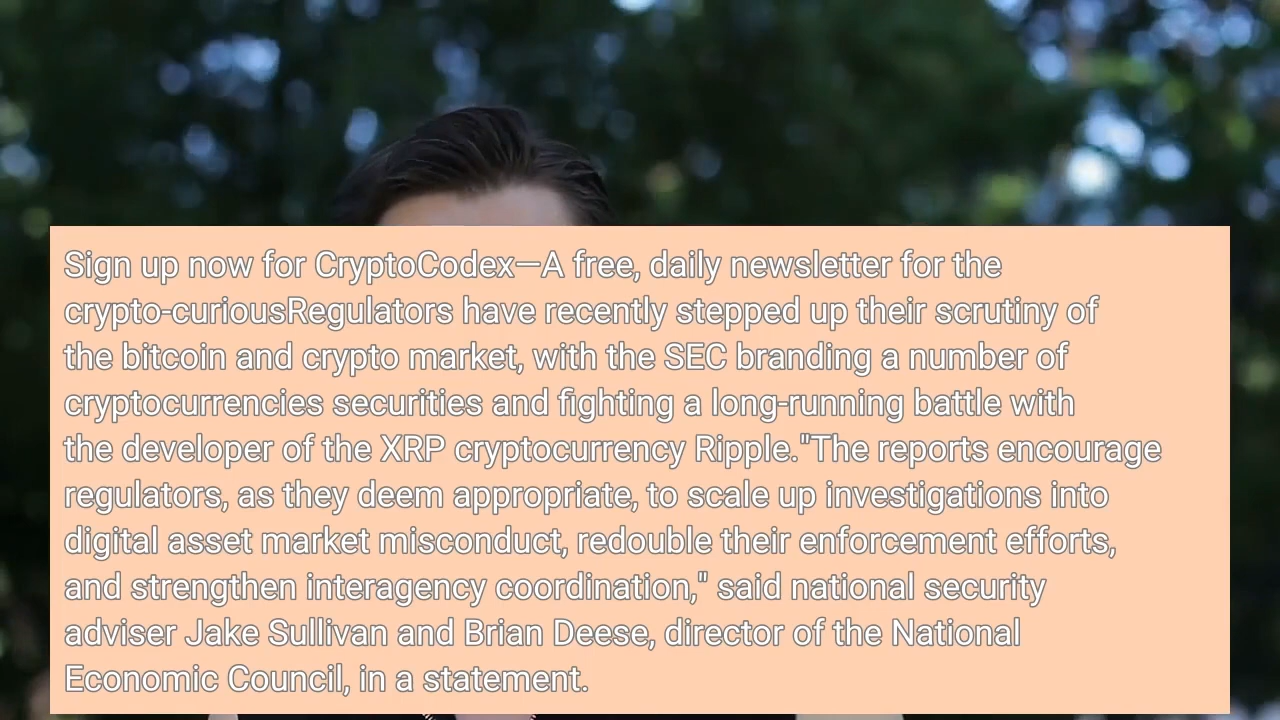 Sign up now for CryptoCodex—A free, daily newsletter for the
crypto-curiousRegulators have recently stepped up their scrutiny of
the bitcoin and crypto market, with the SEC branding a number of
cryptocurrencies securities and fighting a long-running battle with
the developer of the XRP cryptocurrency Ripple."The reports encourage
regulators, as they deem appropriate, to scale up investigations into
digital asset market misconduct, redouble their enforcement efforts,
and strengthen interagency coordination," said national security
adviser Jake Sullivan and Brian Deese, director of the National
Economic Council, in a statement.